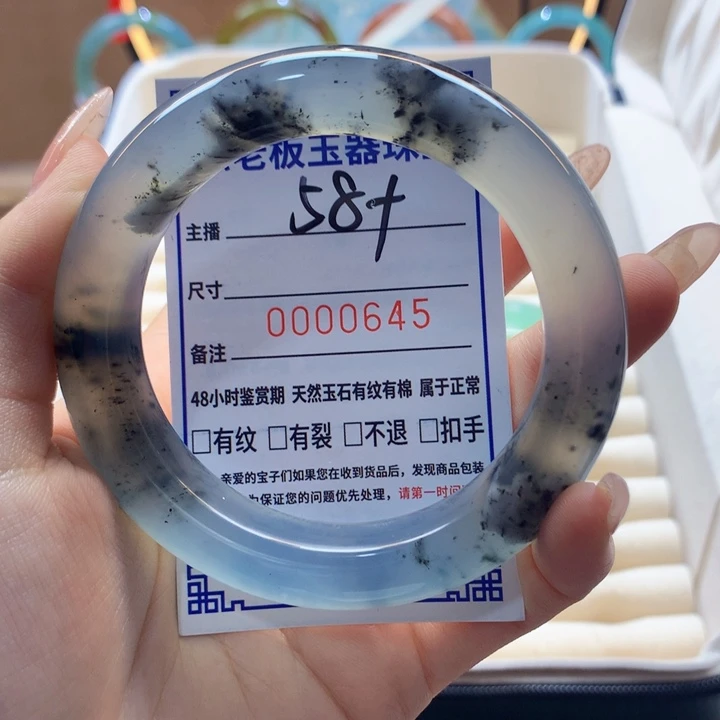 老板玉器珠
主播 58+
尺寸
0000645
备注
48小时鉴赏期 天然玉石有纹有棉 属于正常
□有纹 □有裂 □不退 □扣手
亲爱的宝子们如果您在收到货品后，发现商品包装
为保证您的问题优先处理，请第一时间